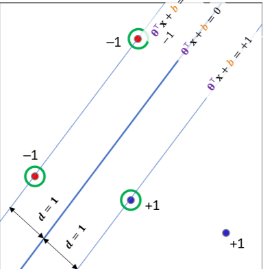 θᵀx + b = −1
θᵀx + b = 0
θᵀx + b = +1
−1
−1
+1
d = 1
d = 1
+1